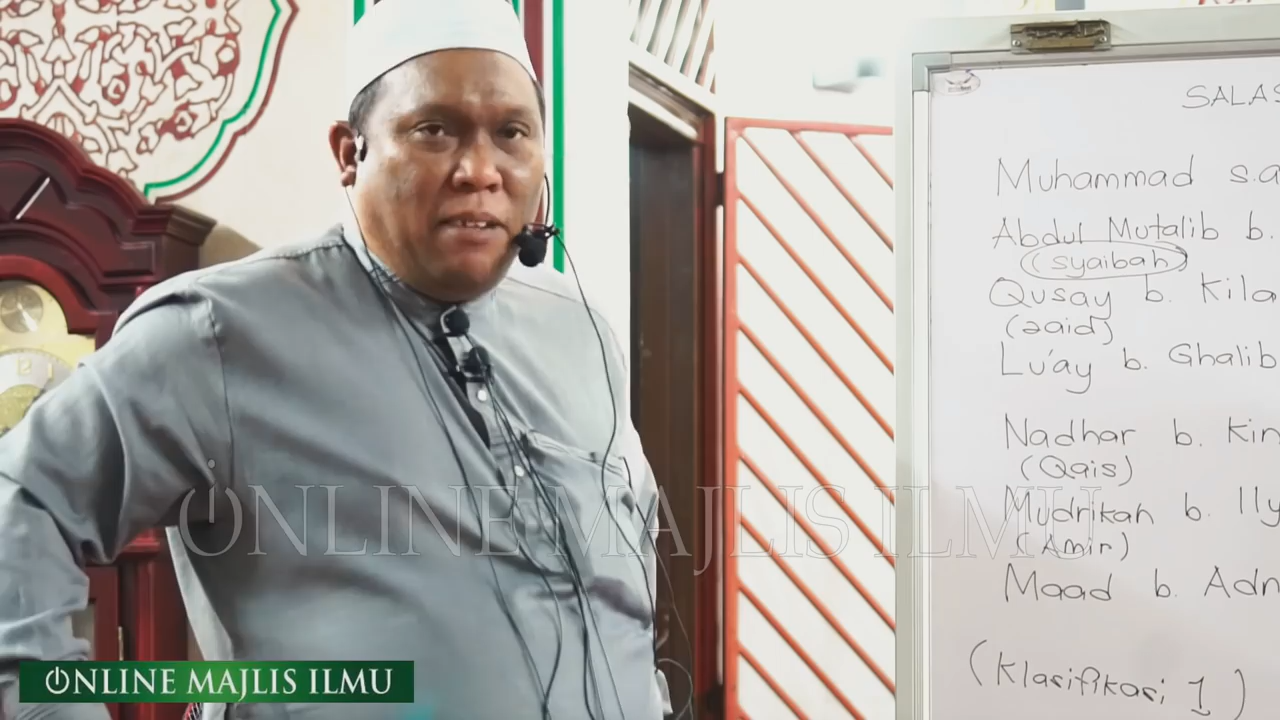 SALAS
Muhammad s.a
Abdul Mutalib b.
(syaibah)
Qusay b. Kila
(zaid)
Lu'ay b. Ghalib
Nadhar b. Kin
(Qais)
Mudrikah b. Ily
(Amir)
Maad b. Adn
(Klasifikasi 1)
ONLINE MAJLIS ILMU
ONLINE MAJLIS ILMU